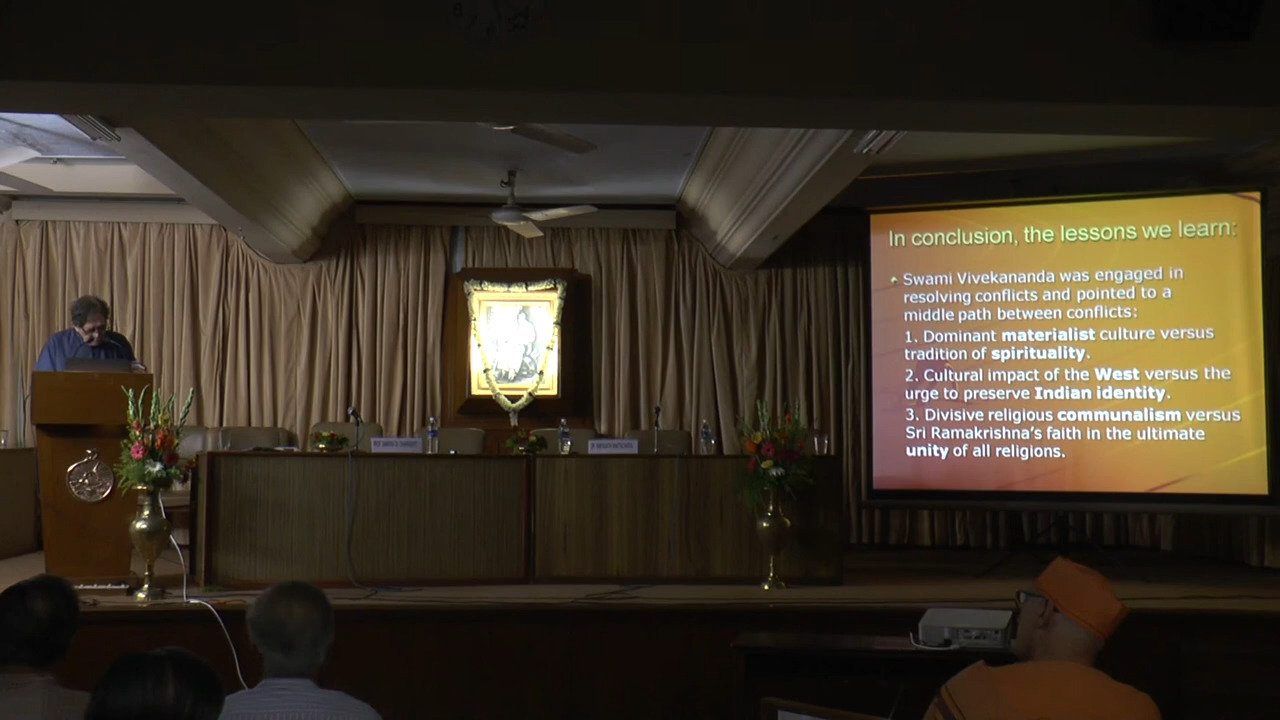 In conclusion, the lessons we learn:
Swami Vivekananda was engaged in
resolving conflicts and pointed to a
middle path between conflicts:
1. Dominant materialist culture versus
tradition of spirituality.
2. Cultural impact of the West versus the
urge to preserve Indian identity.
3. Divisive religious communalism versus
Sri Ramakrishna's faith in the ultimate
unity of all religions.